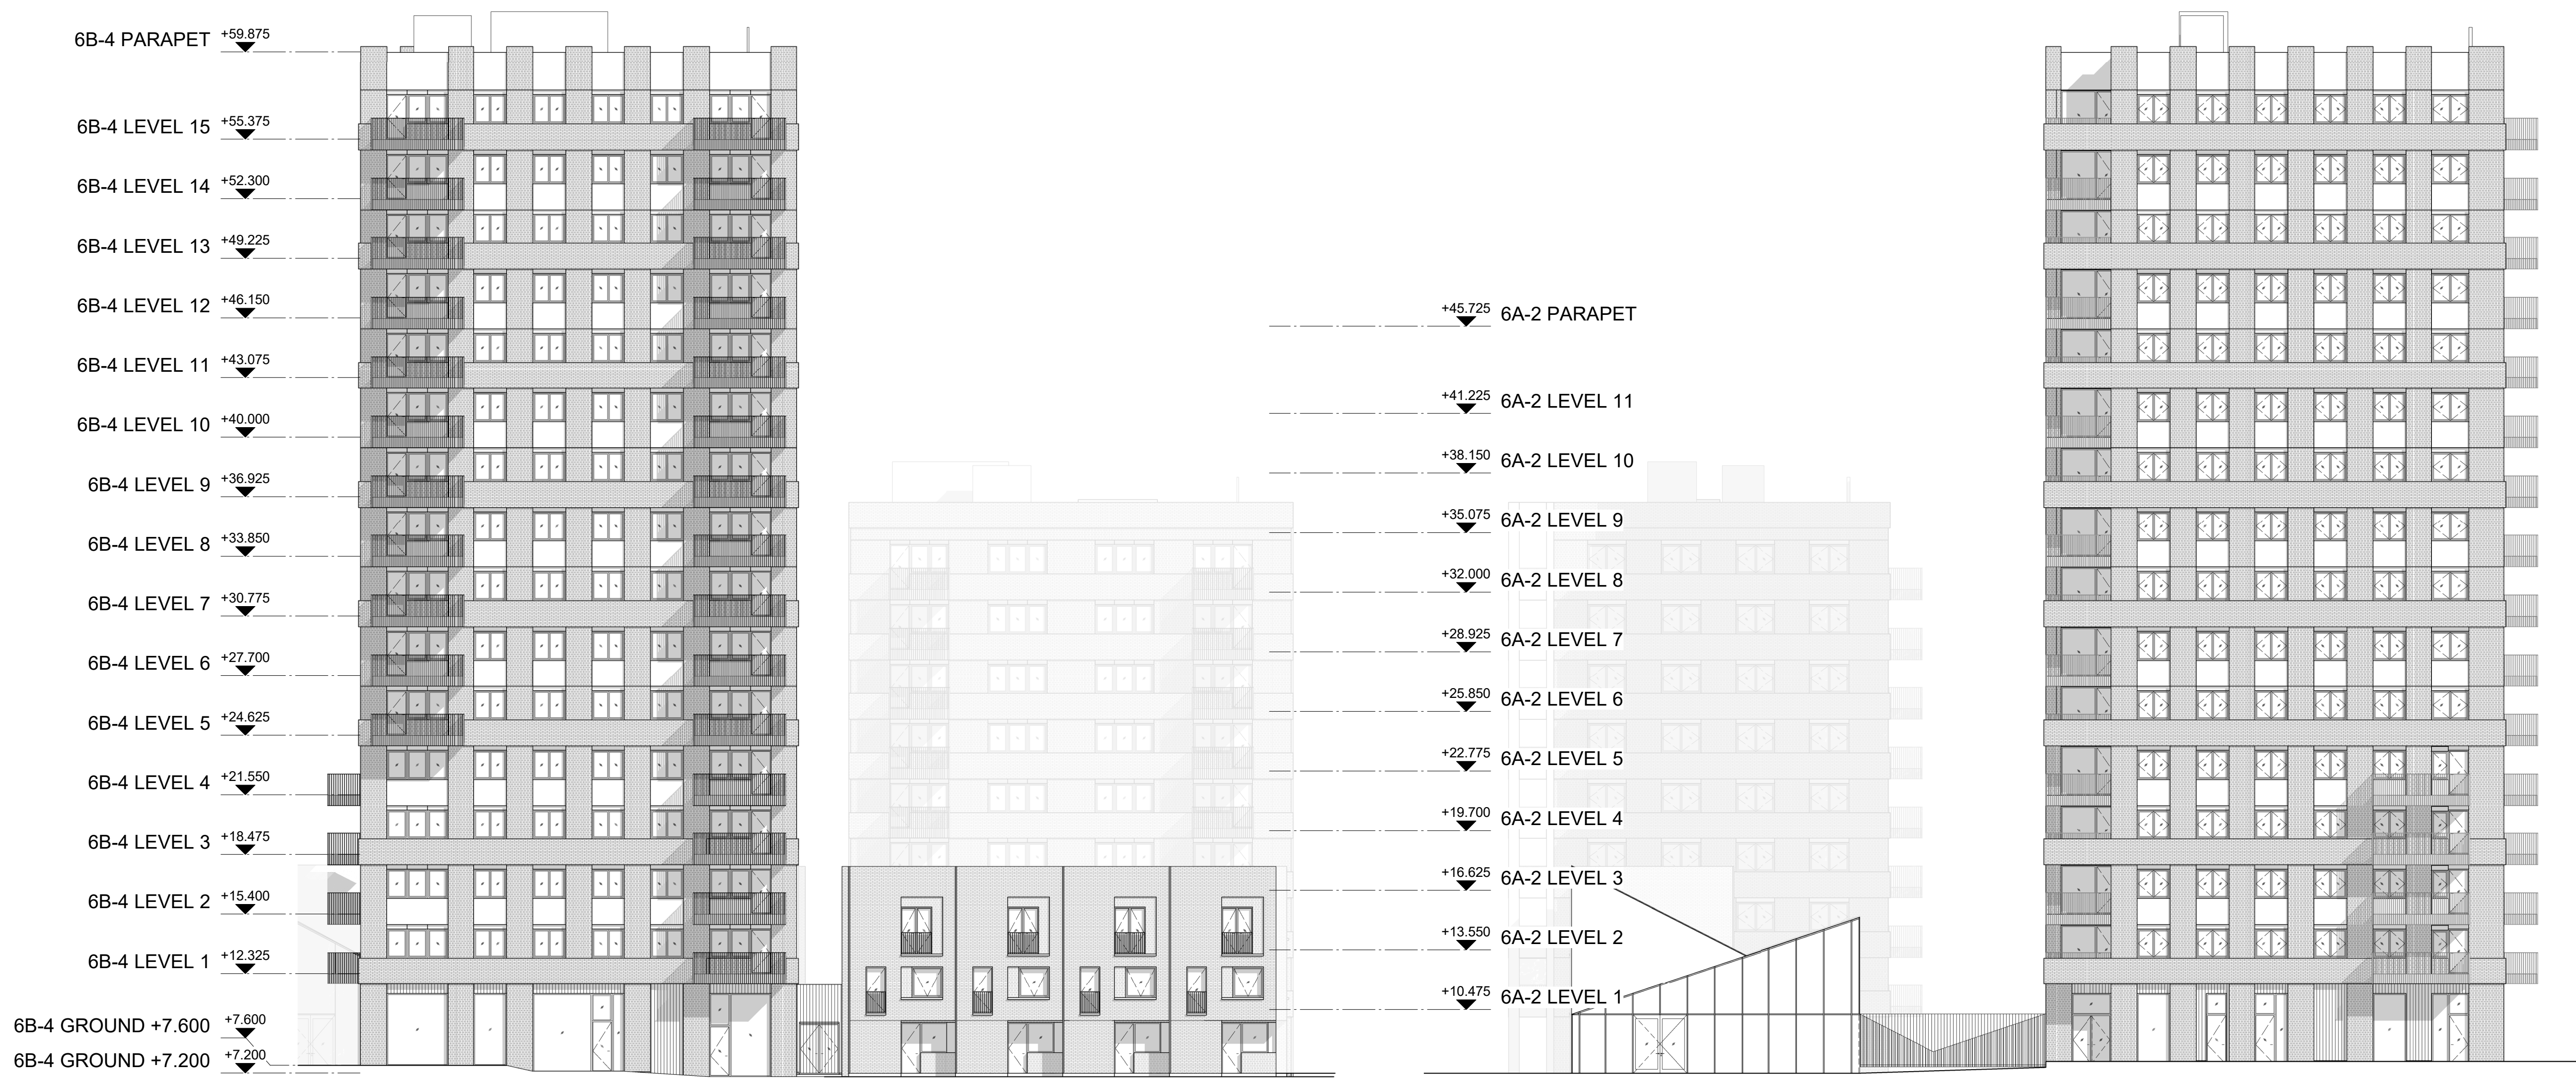 6B-4 PARAPET +59.875
6B-4 LEVEL 15 +55.375
6B-4 LEVEL 14 +52.300
6B-4 LEVEL 13 +49.225
6B-4 LEVEL 12 +46.150
6B-4 LEVEL 11 +43.075
6B-4 LEVEL 10 +40.000
6B-4 LEVEL 9 +36.925
6B-4 LEVEL 8 +33.850
6B-4 LEVEL 7 +30.775
6B-4 LEVEL 6 +27.700
6B-4 LEVEL 5 +24.625
6B-4 LEVEL 4 +21.550
6B-4 LEVEL 3 +18.475
6B-4 LEVEL 2 +15.400
6B-4 LEVEL 1 +12.325
6B-4 GROUND +7.600 +7.600
6B-4 GROUND +7.200 +7.200
+45.725 6A-2 PARAPET
+41.225 6A-2 LEVEL 11
+38.150 6A-2 LEVEL 10
+35.075 6A-2 LEVEL 9
+32.000 6A-2 LEVEL 8
+28.925 6A-2 LEVEL 7
+25.850 6A-2 LEVEL 6
+22.775 6A-2 LEVEL 5
+19.700 6A-2 LEVEL 4
+16.625 6A-2 LEVEL 3
+13.550 6A-2 LEVEL 2
+10.475 6A-2 LEVEL 1